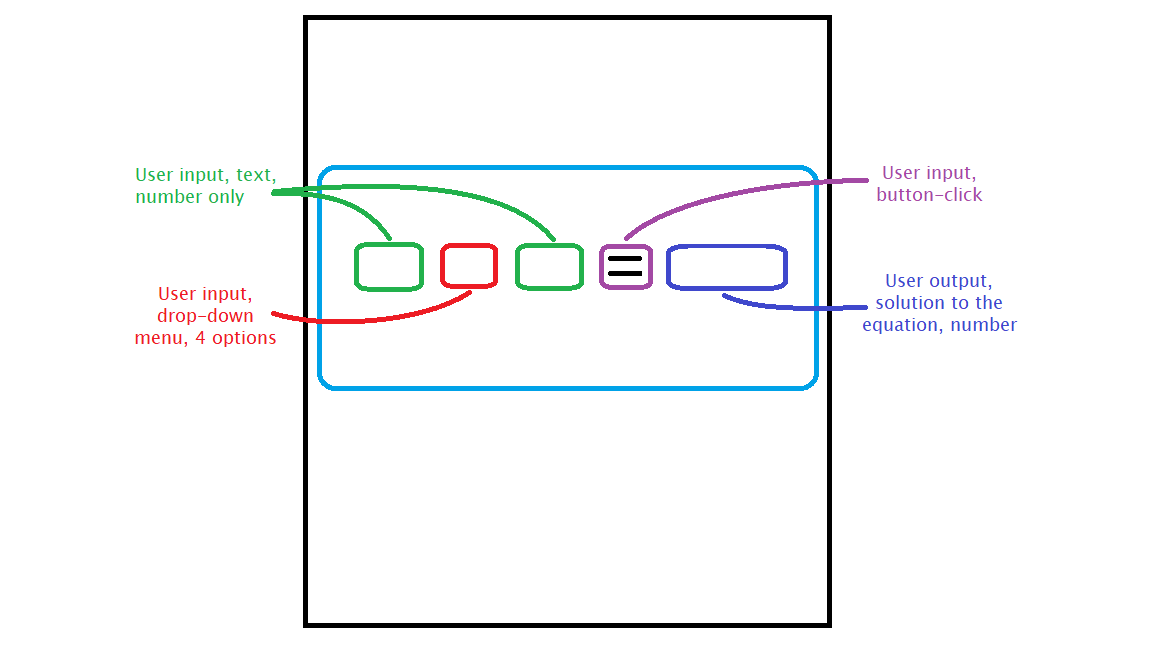 User input, text,
number only
User input,
drop-down
menu, 4 options
User input,
button-click
User output,
solution to the
equation, number